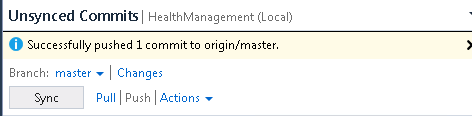 Unsynced Commits | HealthManagement (Local)
Successfully pushed 1 commit to origin/master.
Branch: master | Changes
Sync Pull | Push | Actions